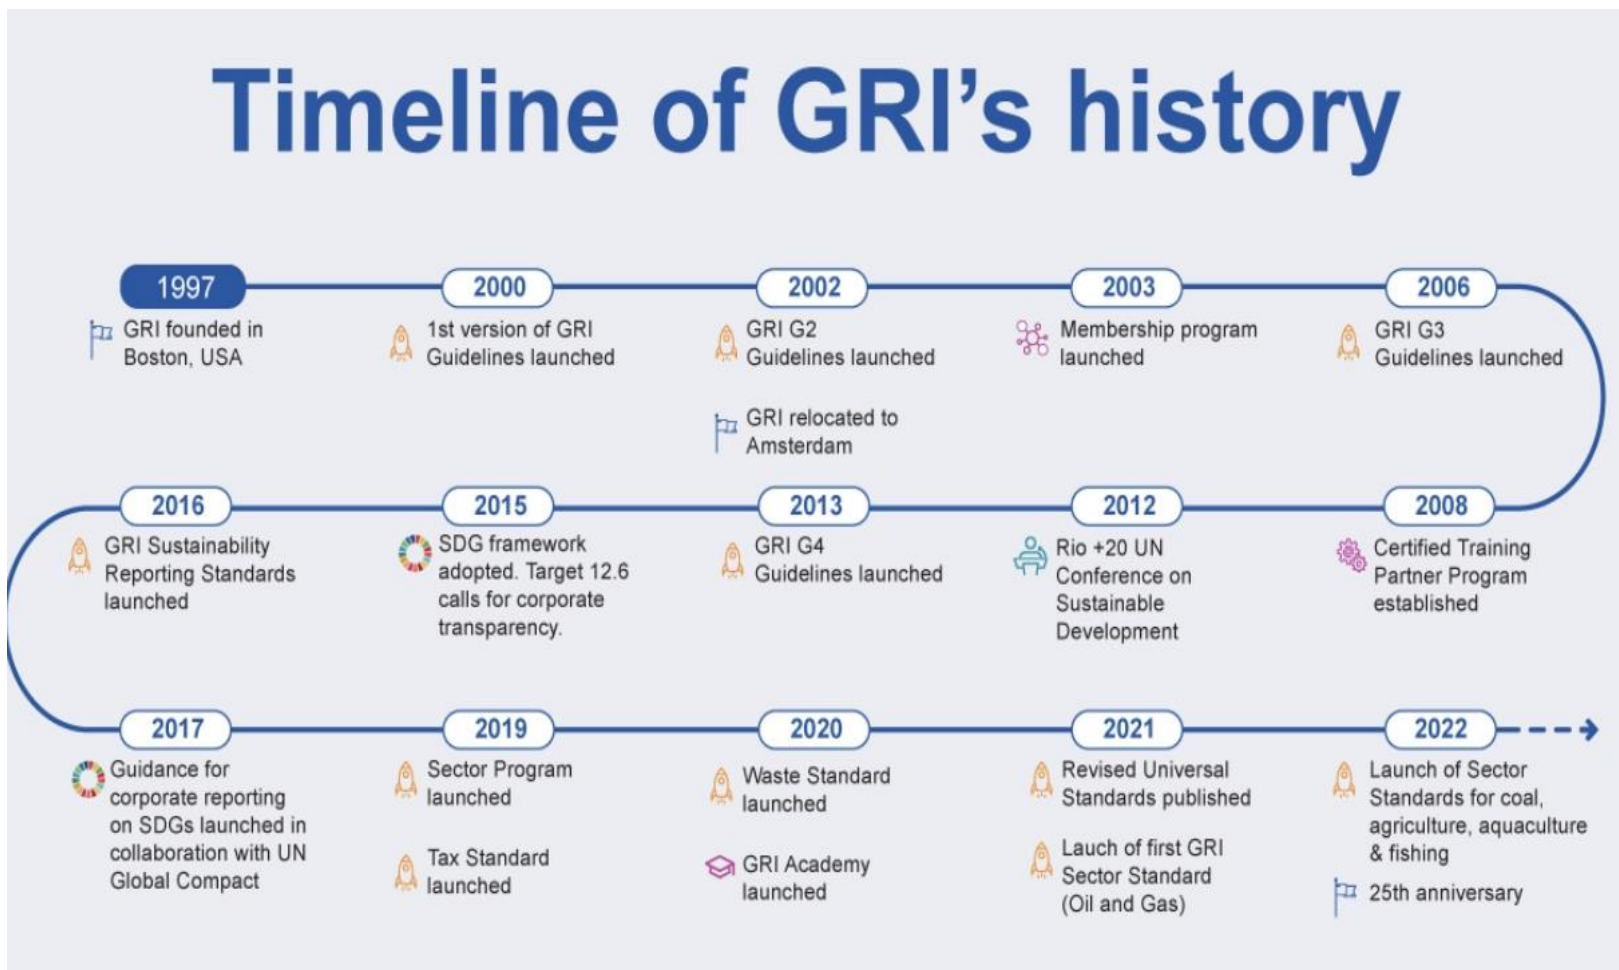 Timeline of GRI's history
1997
GRI founded in
Boston, USA
2000
1st version of GRI
Guidelines launched
2002
GRI G2
Guidelines launched
GRI relocated to
Amsterdam
2003
Membership program
launched
2006
GRI G3
Guidelines launched
2008
Certified Training
Partner Program
established
2012
Rio +20 UN
Conference on
Sustainable
Development
2013
GRI G4
Guidelines launched
2015
SDG framework
adopted. Target 12.6
calls for corporate
transparency.
2016
GRI Sustainability
Reporting Standards
launched
2017
Guidance for
corporate reporting
on SDGs launched in
collaboration with UN
Global Compact
2019
Sector Program
launched
Tax Standard
launched
2020
Waste Standard
launched
GRI Academy
launched
2021
Revised Universal
Standards published
Lauch of first GRI
Sector Standard
(Oil and Gas)
2022
Launch of Sector
Standards for coal,
agriculture, aquaculture
& fishing
25th anniversary